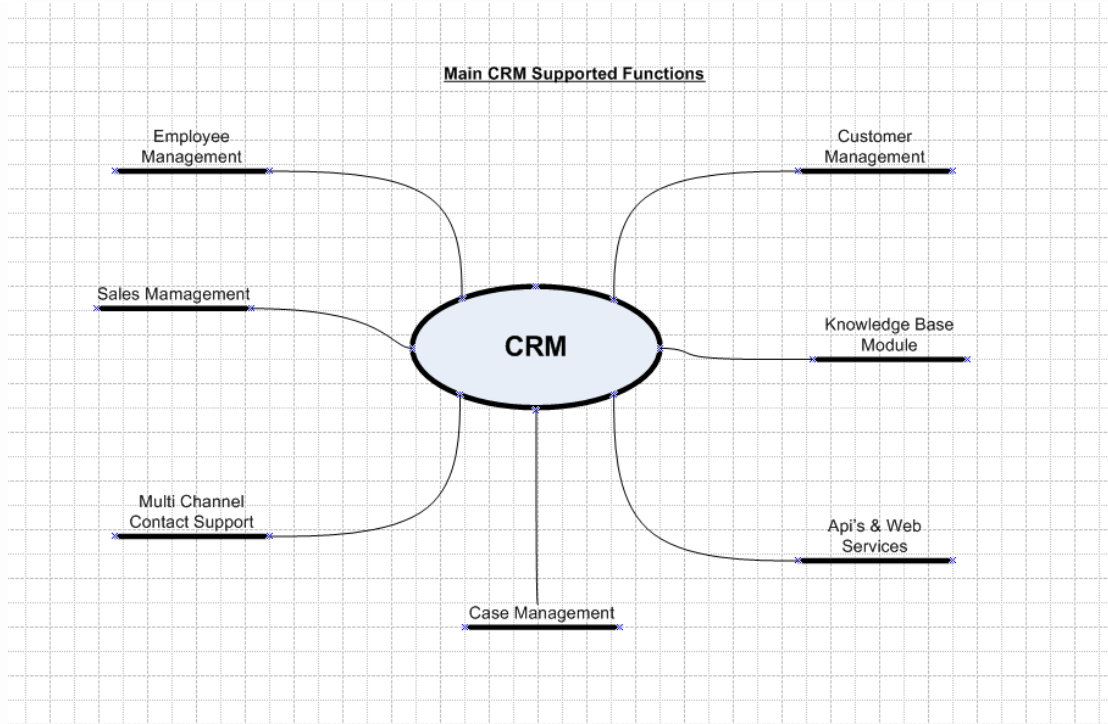 Main CRM Supported Functions
Employee
Management
Customer
Management
Sales Mamagement
CRM
Knowledge Base
Module
Multi Channel
Contact Support
Api's & Web
Services
Case Management